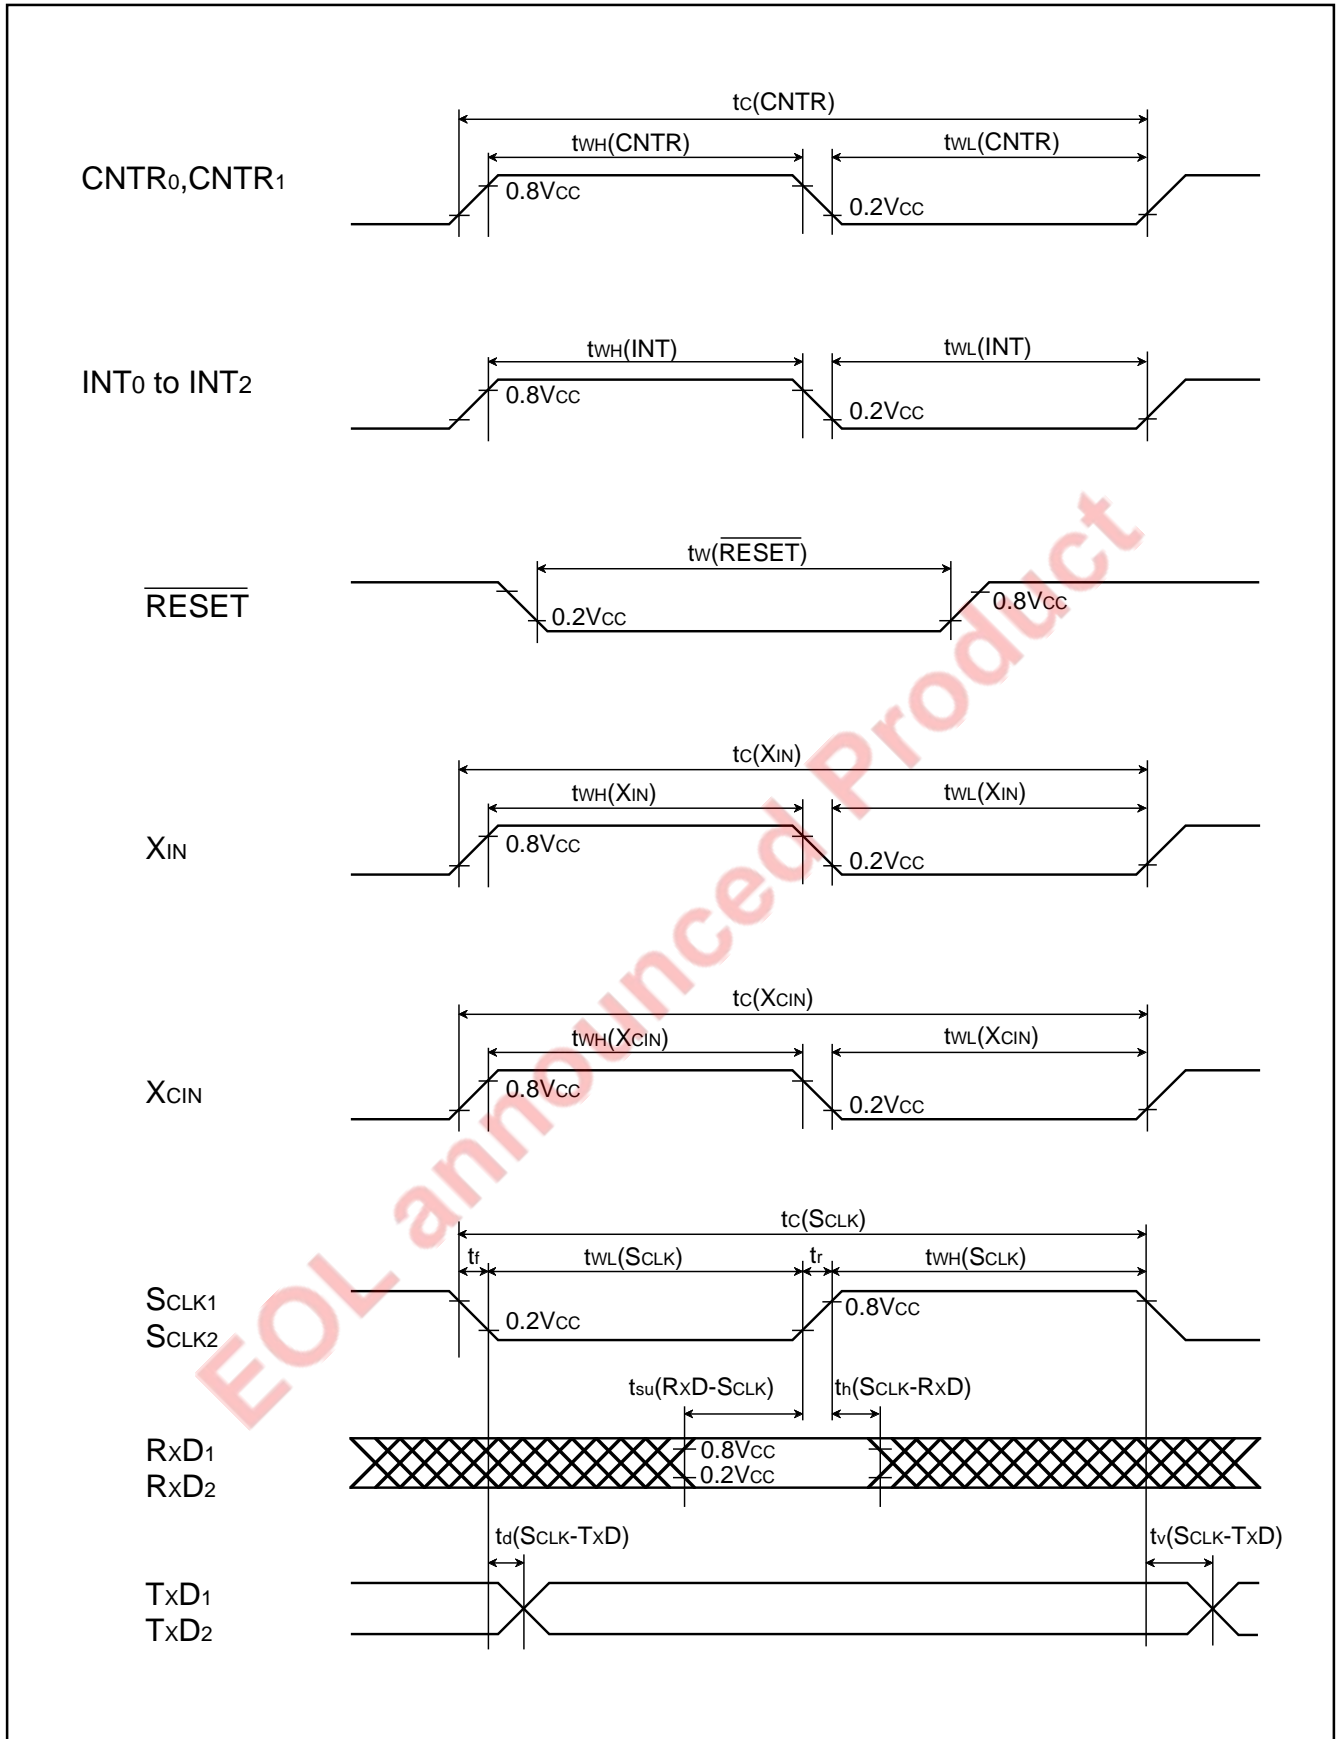 tC(CNTR)
tWH(CNTR) tWL(CNTR)
CNTR0,CNTR1
0.8VCC
0.2VCC
tWH(INT) tWL(INT)
INT0 to INT2
0.8VCC
0.2VCC
tW(RESET)
RESET
0.2VCC
0.8VCC
tC(XIN)
tWH(XIN) tWL(XIN)
XIN
0.8VCC
0.2VCC
tC(XCIN)
tWH(XCIN) tWL(XCIN)
XCIN
0.8VCC
0.2VCC
tC(SCLK)
tf tWL(SCLK) tr tWH(SCLK)
SCLK1
SCLK2
0.2VCC
0.8VCC
tsu(RXD-SCLK) th(SCLK-RXD)
RXD1
RXD2
0.8VCC
0.2VCC
td(SCLK-TXD) tv(SCLK-TXD)
TXD1
TXD2
EOL announced Product